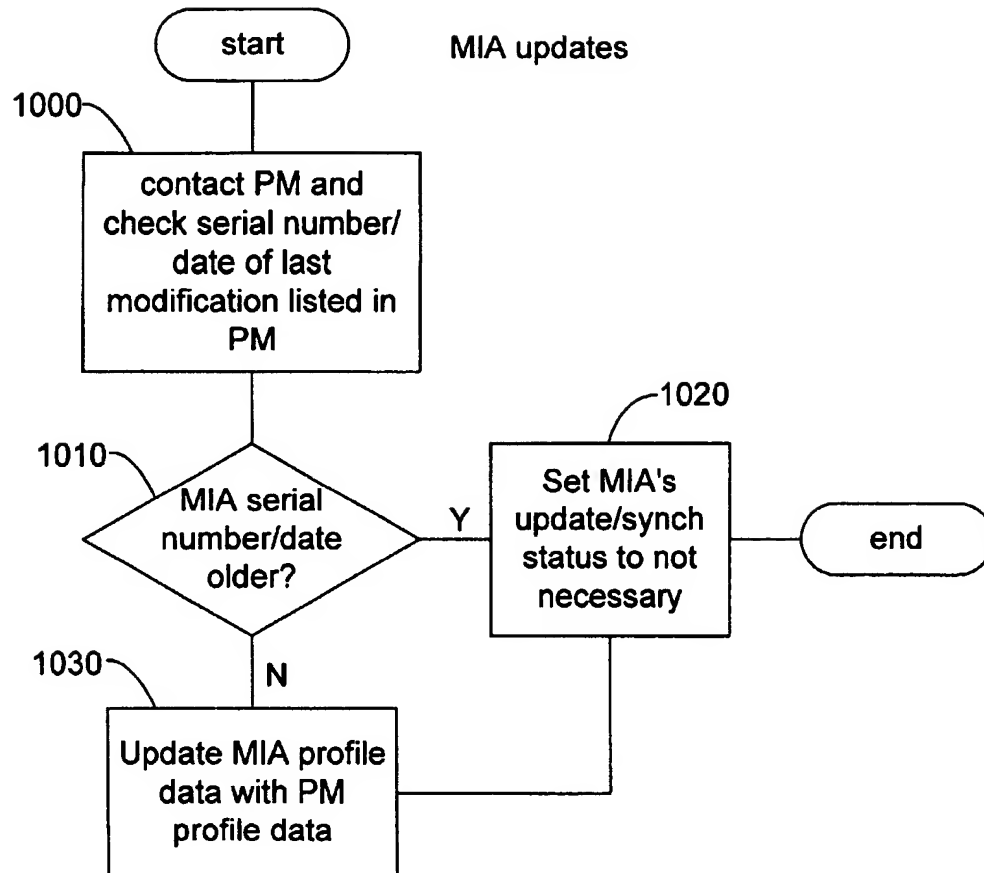 start
MIA updates
1000
contact PM and
check serial number/
date of last
modification listed in
PM
1010
MIA serial
number/date
older?
Y
1020
Set MIA's
update/synch
status to not
necessary
end
N
1030
Update MIA profile
data with PM
profile data